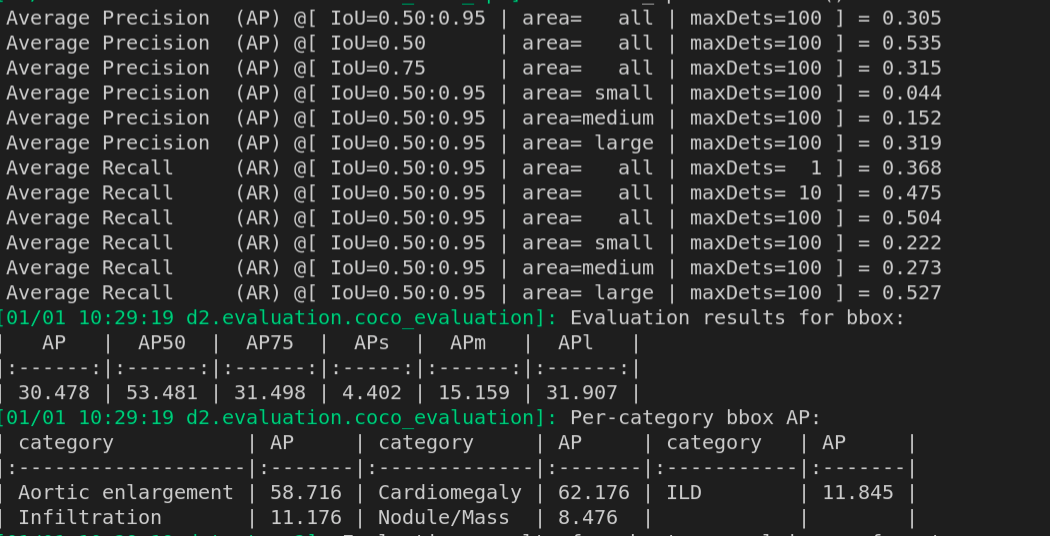 Average Precision  (AP) @[ IoU=0.50:0.95 | area=   all | maxDets=100 ] = 0.305
Average Precision  (AP) @[ IoU=0.50      | area=   all | maxDets=100 ] = 0.535
Average Precision  (AP) @[ IoU=0.75      | area=   all | maxDets=100 ] = 0.315
Average Precision  (AP) @[ IoU=0.50:0.95 | area= small | maxDets=100 ] = 0.044
Average Precision  (AP) @[ IoU=0.50:0.95 | area=medium | maxDets=100 ] = 0.152
Average Precision  (AP) @[ IoU=0.50:0.95 | area= large | maxDets=100 ] = 0.319
Average Recall     (AR) @[ IoU=0.50:0.95 | area=   all | maxDets=  1 ] = 0.368
Average Recall     (AR) @[ IoU=0.50:0.95 | area=   all | maxDets= 10 ] = 0.475
Average Recall     (AR) @[ IoU=0.50:0.95 | area=   all | maxDets=100 ] = 0.504
Average Recall     (AR) @[ IoU=0.50:0.95 | area= small | maxDets=100 ] = 0.222
Average Recall     (AR) @[ IoU=0.50:0.95 | area=medium | maxDets=100 ] = 0.273
Average Recall     (AR) @[ IoU=0.50:0.95 | area= large | maxDets=100 ] = 0.527
[01/01 10:29:19 d2.evaluation.coco_evaluation]: Evaluation results for bbox:
|   AP   |  AP50  |  AP75  |  APs  |  APm   |  APl   |
|:------:|:------:|:------:|:-----:|:------:|:------:|
| 30.478 | 53.481 | 31.498 | 4.402 | 15.159 | 31.907 |
[01/01 10:29:19 d2.evaluation.coco_evaluation]: Per-category bbox AP:
| category           | AP     | category     | AP     | category   | AP     |
|:-------------------|:-------|:-------------|:-------|:-----------|:-------|
| Aortic enlargement | 58.716 | Cardiomegaly | 62.176 | ILD        | 11.845 |
| Infiltration       | 11.176 | Nodule/Mass  | 8.476  |            |        |